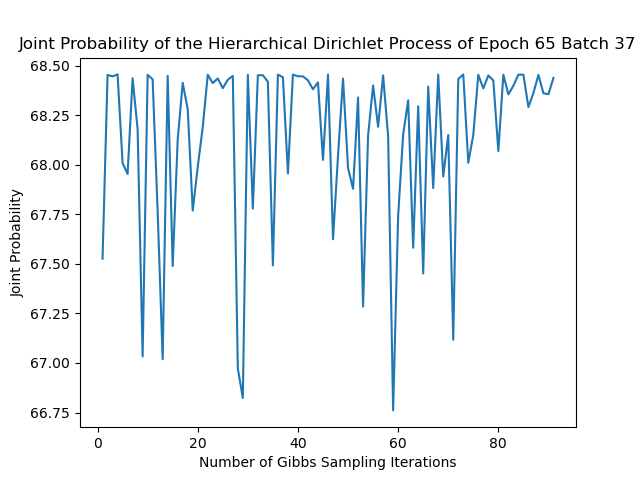 Joint Probability of the Hierarchical Dirichlet Process of Epoch 65 Batch 37
68.50
68.25
68.00
67.75
67.50
67.25
67.00
66.75
Joint Probability
0 20 40 60 80
Number of Gibbs Sampling Iterations